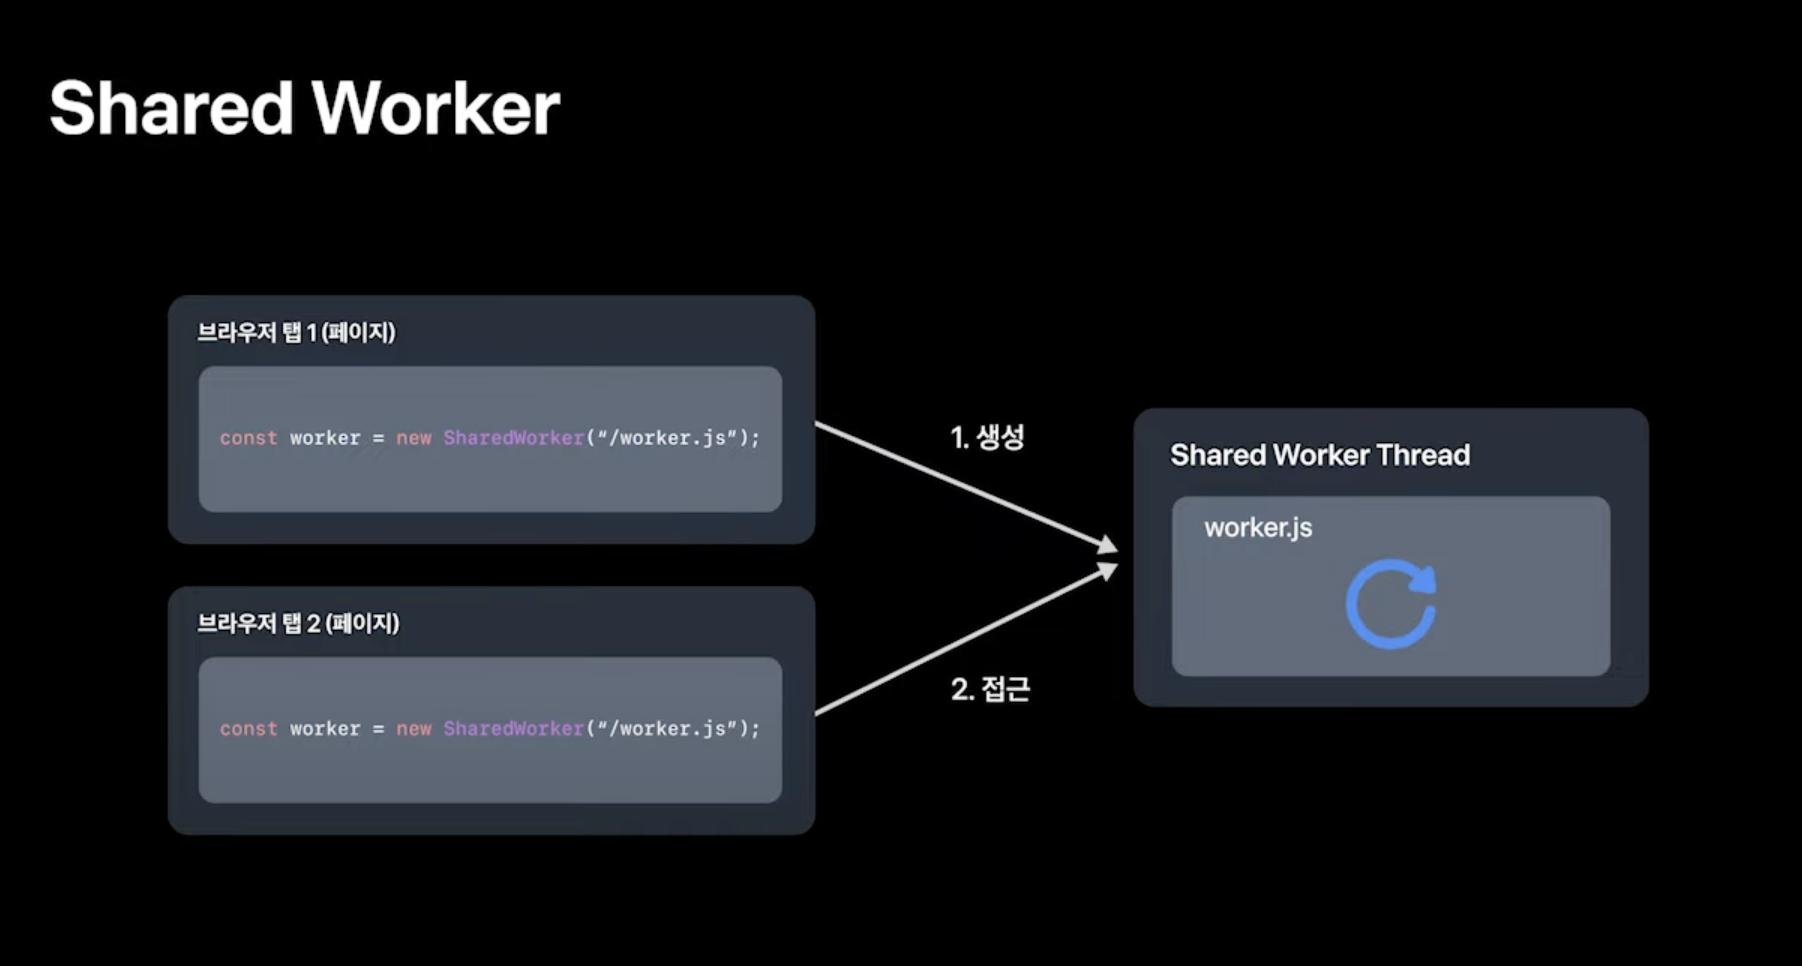 Shared Worker
브라우저 탭 1 (페이지)
const worker = new SharedWorker(“/worker.js”);
1. 생성
Shared Worker Thread
worker.js
브라우저 탭 2 (페이지)
const worker = new SharedWorker(“/worker.js”);
2. 접근